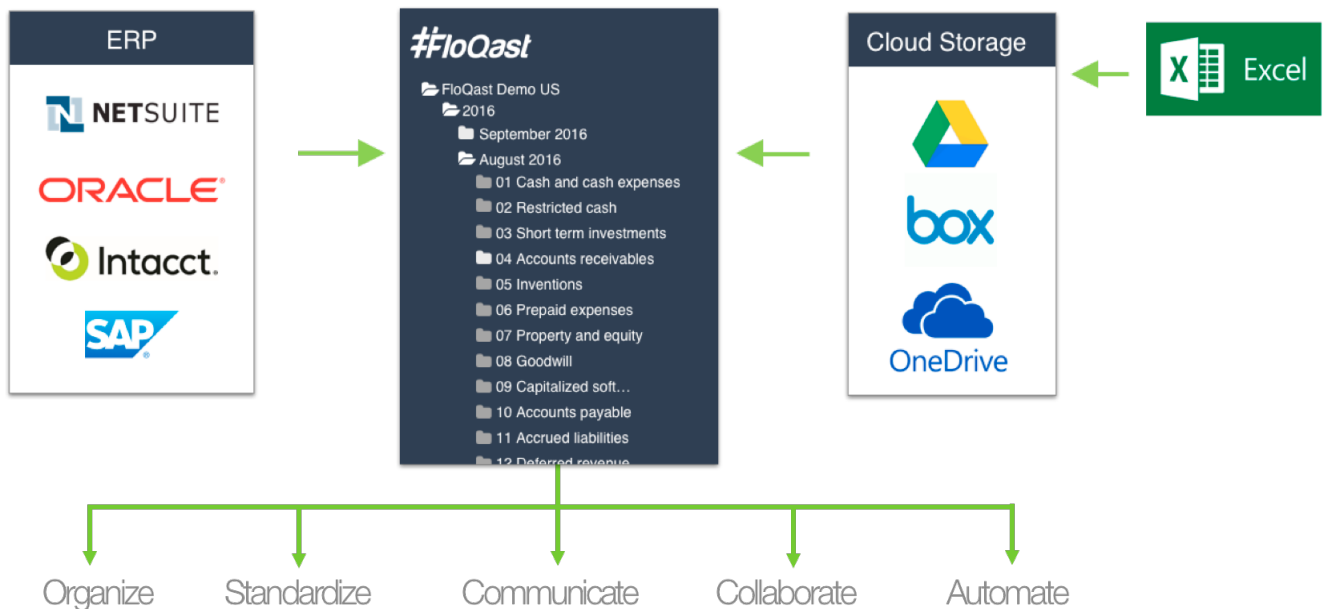 ERP
NETSUITE
ORACLE®
Intacct.
SAP®
#FloQast
FloQast Demo US
2016
September 2016
August 2016
01 Cash and cash expenses
02 Restricted cash
03 Short term investments
04 Accounts receivables
05 Inventions
06 Prepaid expenses
07 Property and equity
08 Goodwill
09 Capitalized soft...
10 Accounts payable
11 Accrued liabilities
12 Deferred revenue
Cloud Storage
box
OneDrive
X Excel
Organize Standardize Communicate Collaborate Automate